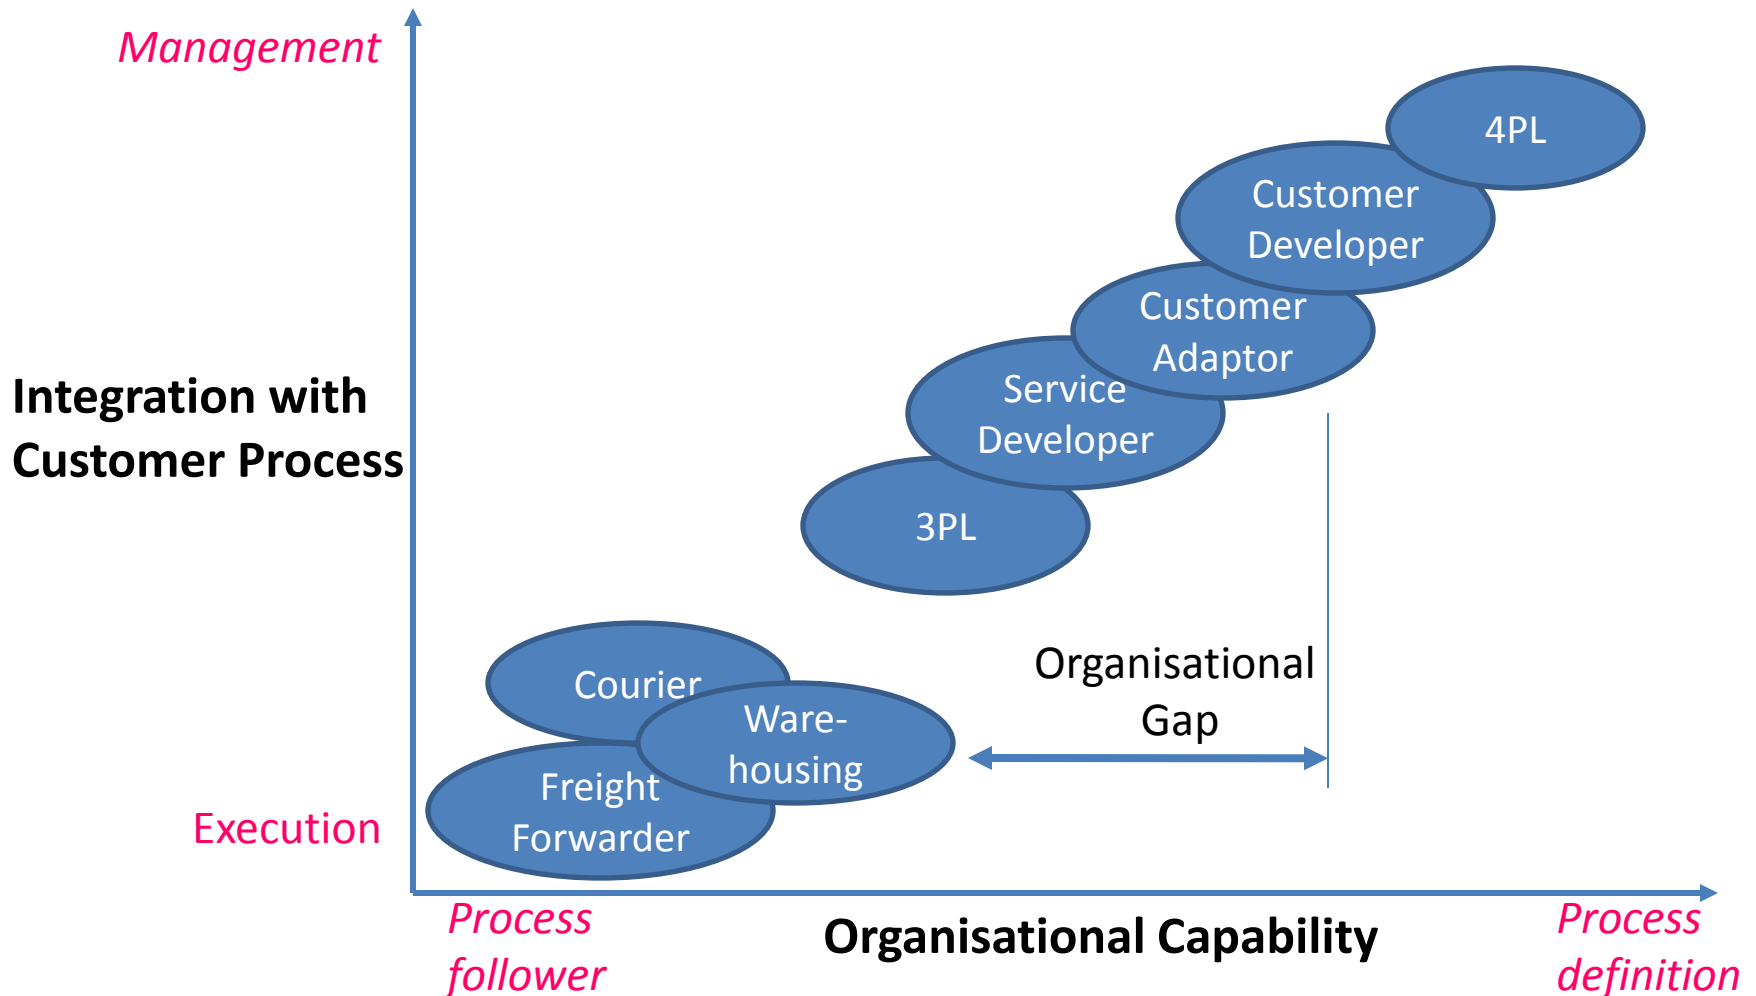 Management
4PL
Customer
Developer
Customer
Adaptor
Integration with
Customer Process
Service
Developer
3PL
Organisational
Gap
Courier
Ware-
housing
Freight
Forwarder
Execution
Process
follower
Organisational Capability
Process
definition